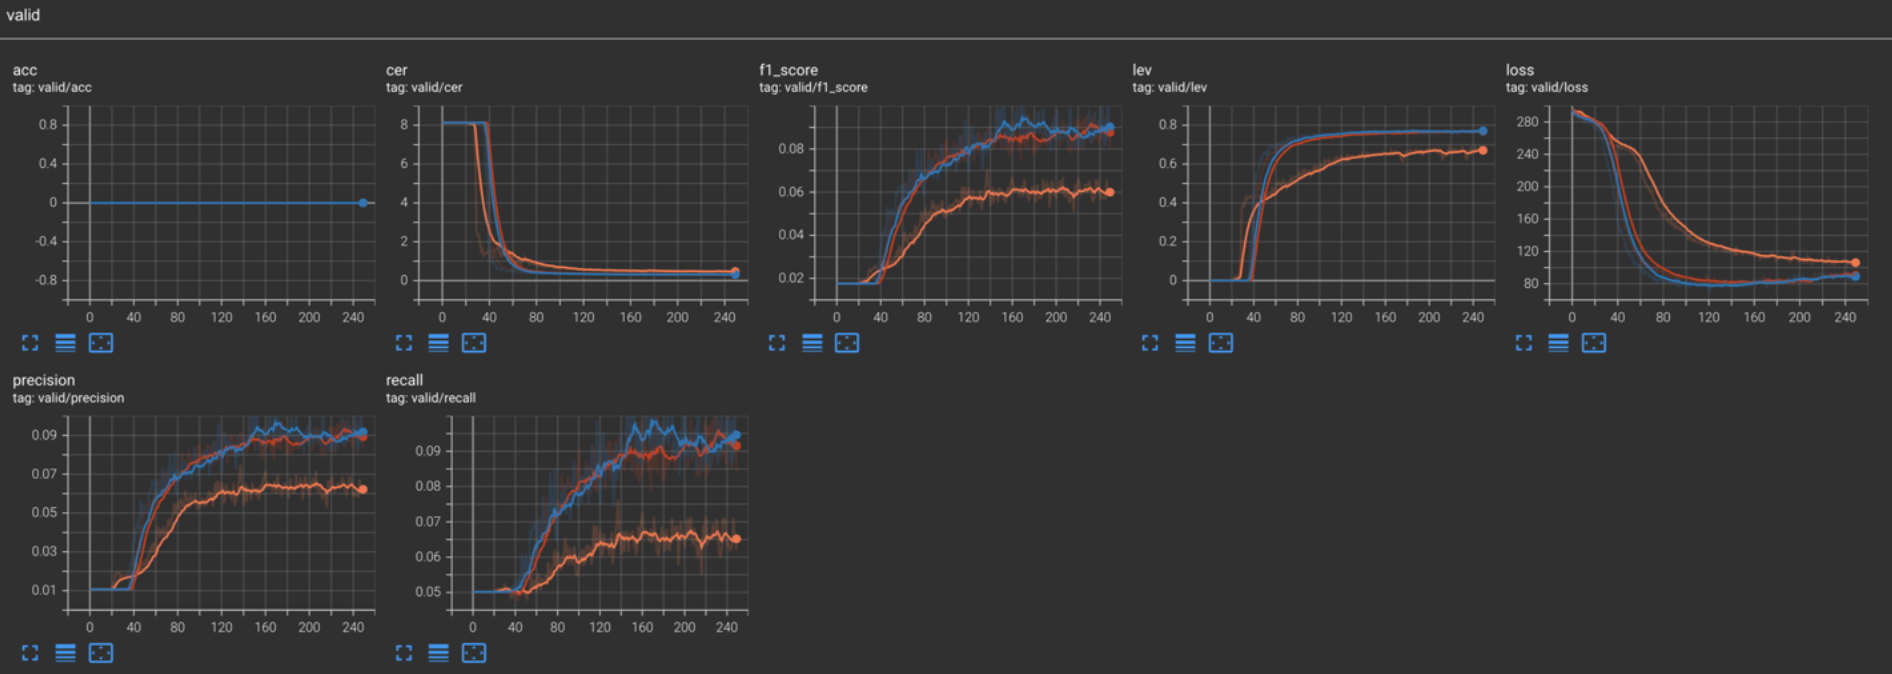 valid
acc
tag: valid/acc
0.8
0.4
0
-0.4
-0.8
0 40 80 120 160 200 240
cer
tag: valid/cer
8
6
4
2
0
0 40 80 120 160 200 240
f1_score
tag: valid/f1_score
0.08
0.06
0.04
0.02
0 40 80 120 160 200 240
lev
tag: valid/lev
0.8
0.6
0.4
0.2
0
0 40 80 120 160 200 240
loss
tag: valid/loss
280
240
200
160
120
80
0 40 80 120 160 200 240
precision
tag: valid/precision
0.09
0.07
0.05
0.03
0.01
0 40 80 120 160 200 240
recall
tag: valid/recall
0.09
0.08
0.07
0.06
0.05
0 40 80 120 160 200 240